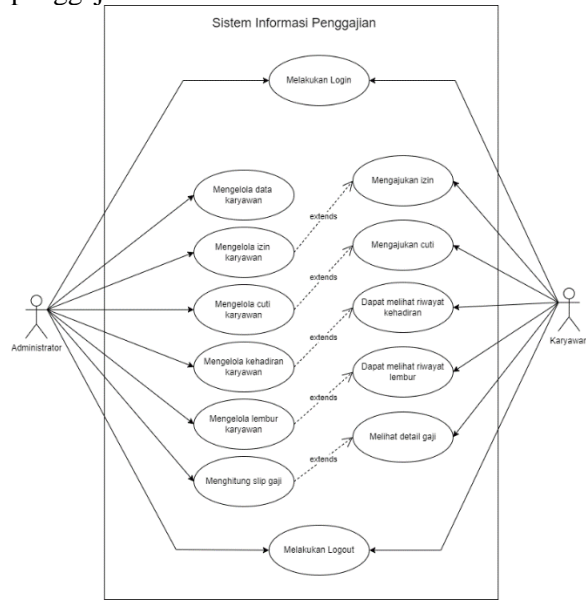 Sistem Informasi Penggajian
Melakukan Login
Mengelola data
karyawan
Mengajukan izin
extends
Mengelola izin
karyawan
Mengajukan cuti
extends
Mengelola cuti
karyawan
Dapat melihat riwayat
kehadiran
extends
Administrator
Karyawan
Mengelola kehadiran
karyawan
Dapat melihat riwayat
lembur
extends
Mengelola lembur
karyawan
Melihat detail gaji
extends
Menghitung slip gaji
Melakukan Logout